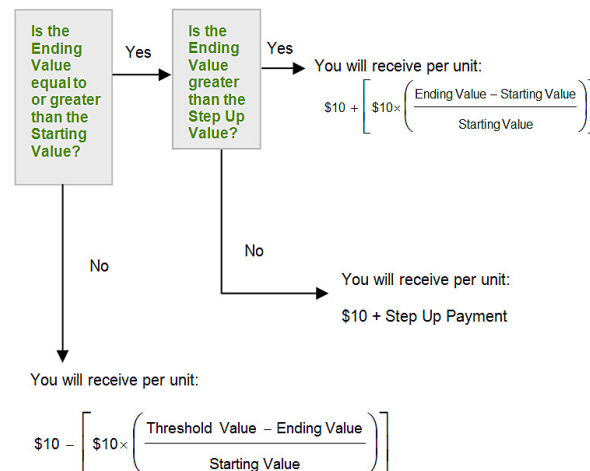 Is the
Ending
Value
equal to
or greater
than the
Starting
Value?
Yes
Is the
Ending
Value
greater
than the
Step Up
Value?
Yes
You will receive per unit:
$10 + [ $10× ( Ending Value – Starting Value
Starting Value ) ]
No
No
You will receive per unit:
$10 + Step Up Payment
You will receive per unit:
$10 – [ $10× ( Threshold Value – Ending Value
Starting Value ) ]